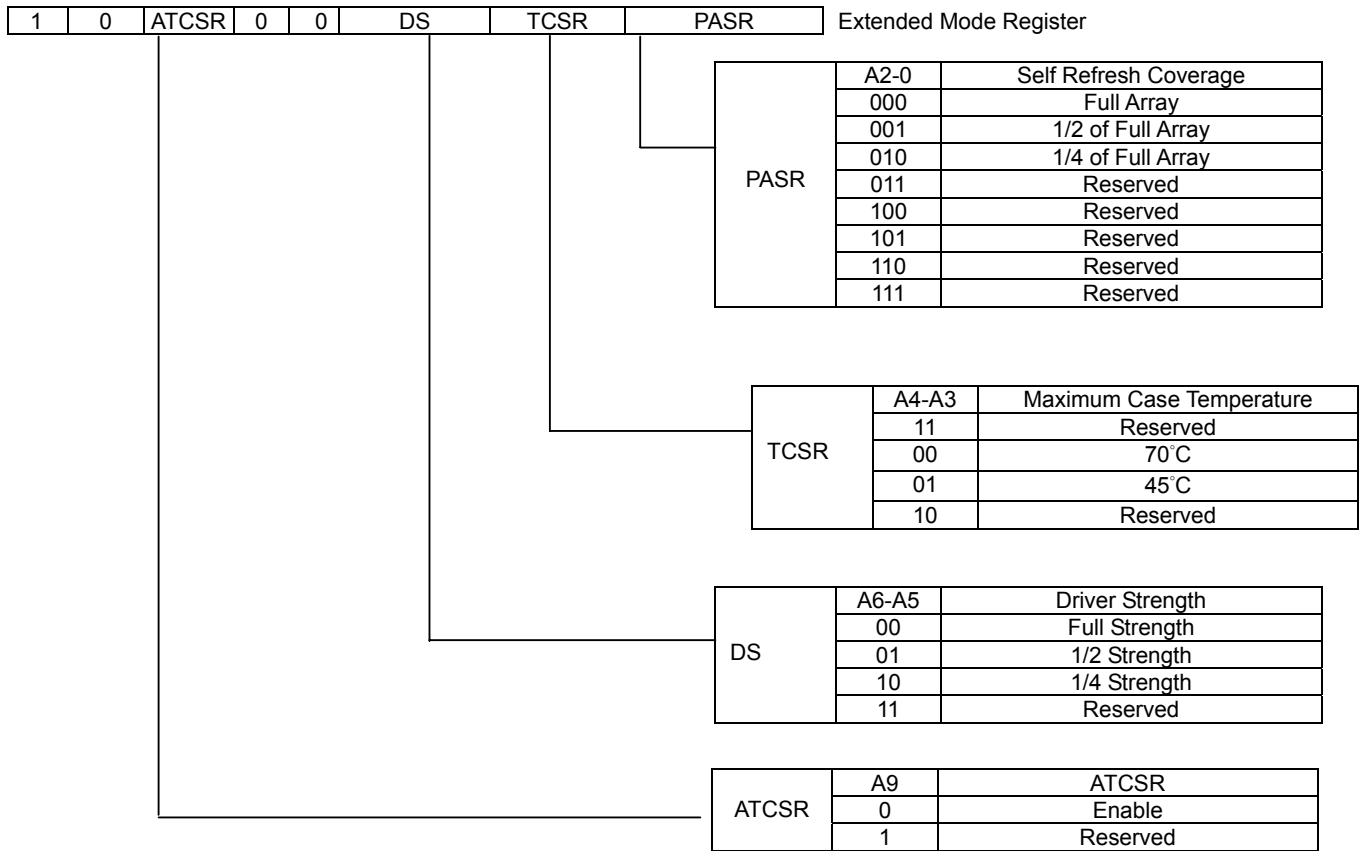 1 0 ATCSR 0 0 DS TCSR PASR Extended Mode Register
PASR
A2-0 Self Refresh Coverage
000 Full Array
001 1/2 of Full Array
010 1/4 of Full Array
011 Reserved
100 Reserved
101 Reserved
110 Reserved
111 Reserved
TCSR
A4-A3 Maximum Case Temperature
11 Reserved
00 70°C
01 45°C
10 Reserved
DS
A6-A5 Driver Strength
00 Full Strength
01 1/2 Strength
10 1/4 Strength
11 Reserved
ATCSR
A9 ATCSR
0 Enable
1 Reserved